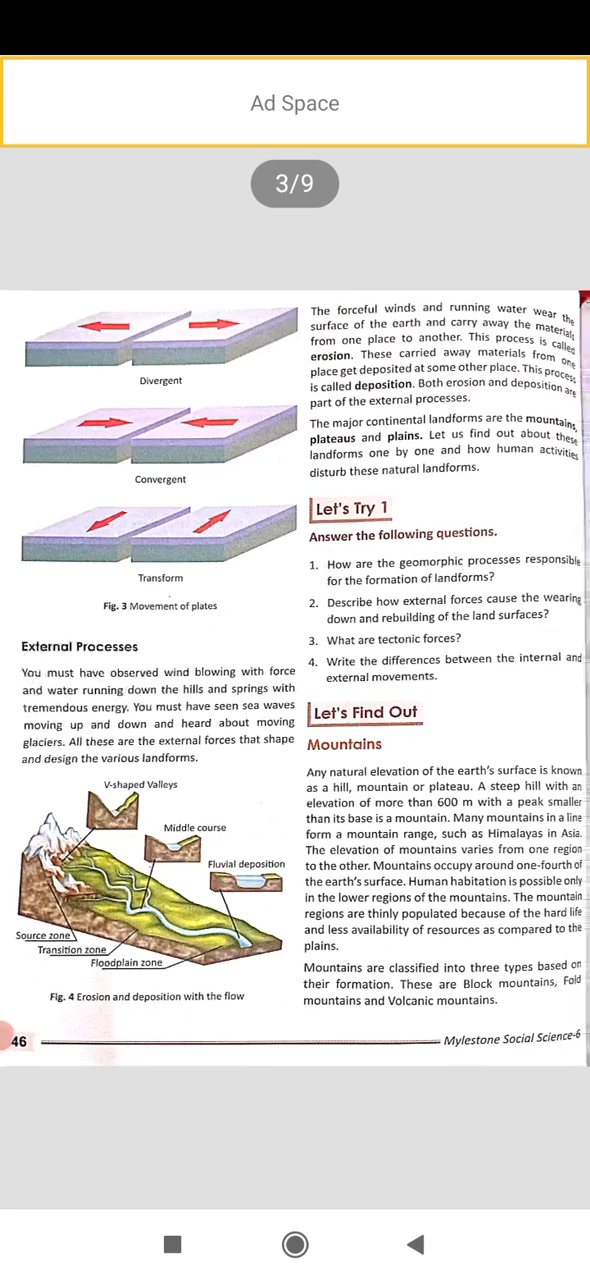 Ad Space
3/9
Divergent
Convergent
Transform
Fig. 3 Movement of plates
External Processes
You must have observed wind blowing with force
and water running down the hills and springs with
tremendous energy. You must have seen sea waves
moving up and down and heard about moving
glaciers. All these are the external forces that shape
and design the various landforms.
V-shaped Valleys
Middle course
Fluvial deposition
Source zone
Transition zone
Floodplain zone
Fig. 4 Erosion and deposition with the flow
The forceful winds and running water wear the
surface of the earth and carry away the materials
from one place to another. This process is called
erosion. These carried away materials from one
place get deposited at some other place. This process
is called deposition. Both erosion and deposition are
part of the external processes.
The major continental landforms are the mountains,
plateaus and plains. Let us find out about these
landforms one by one and how human activities
disturb these natural landforms.
Let's Try 1
Answer the following questions.
1. How are the geomorphic processes responsible
for the formation of landforms?
2. Describe how external forces cause the wearing
down and rebuilding of the land surfaces?
3. What are tectonic forces?
4. Write the differences between the internal and
external movements.
Let's Find Out
Mountains
Any natural elevation of the earth's surface is known
as a hill, mountain or plateau. A steep hill with an
elevation of more than 600 m with a peak smaller
than its base is a mountain. Many mountains in a line
form a mountain range, such as Himalayas in Asia.
The elevation of mountains varies from one region
to the other. Mountains occupy around one-fourth of
the earth's surface. Human habitation is possible only
in the lower regions of the mountains. The mountain
regions are thinly populated because of the hard life
and less availability of resources as compared to the
plains.
Mountains are classified into three types based on
their formation. These are Block mountains, Fold
mountains and Volcanic mountains.
46
Mylestone Social Science-6